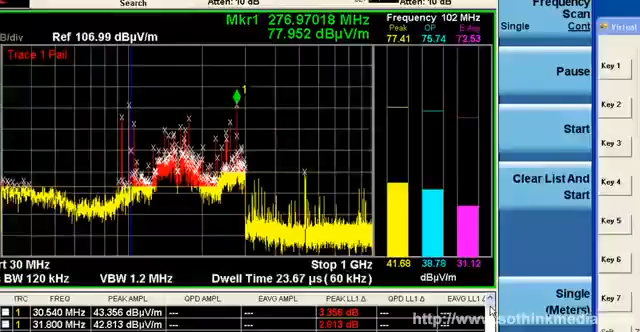 Search
Atten: 10 dB
Atten: 10 dB
Mkr1 276.97018 MHz
77.952 dBµV/m
B/div
Ref 106.99 dBµV/m
Trace 1 Fail
1
Frequency 102 MHz
Peak QP E Avg
77.41 75.74 72.53
41.68 38.78 31.12
dBµV/m
rt 30 MHz
Stop 1 GHz
s BW 120 kHz
VBW 1.2 MHz
Dwell Time 23.67 µs (60 kHz)
TRC FREQ PEAK AMPL QPD AMPL EAVG AMPL PEAK LL1 Δ QPD LL1 Δ EAVG LL1 Δ
1 30.540 MHz 43.356 dBµV/m --- --- 3.356 dB --- ---
1 31.800 MHz 42.813 dBµV/m --- --- 2.813 dB
Frequency
Scan
Single Cont
Pause
Start
Clear List And
Start
Single
(Meters)
Virtual
Key 1
Key 2
Key 3
Key 4
Key 5
Key 6
Key 7